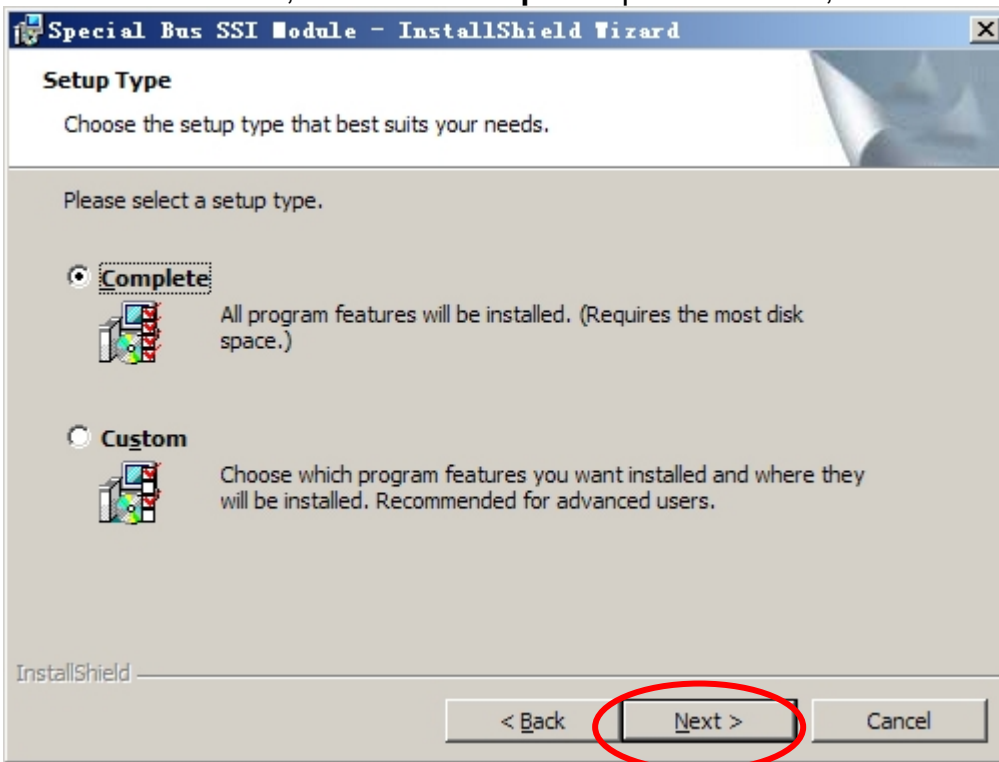 Special Bus SSI Module - InstallShield Wizard
Setup Type
Choose the setup type that best suits your needs.
Please select a setup type.
Complete
All program features will be installed. (Requires the most disk
space.)
Custom
Choose which program features you want installed and where they
will be installed. Recommended for advanced users.
InstallShield
< Back Next > Cancel